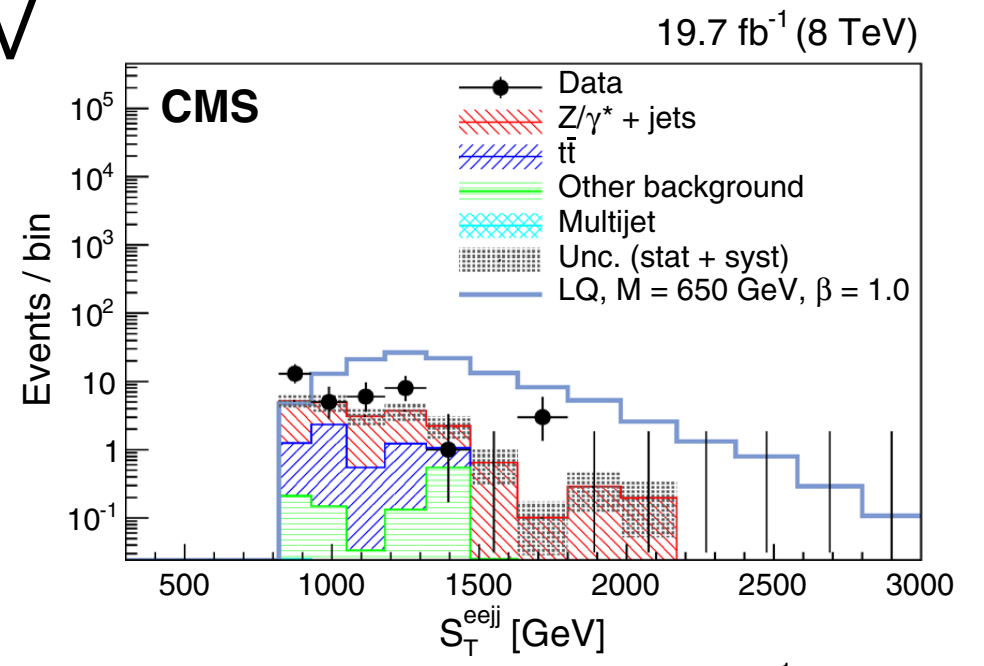 V
19.7 fb⁻¹ (8 TeV)
CMS
Data
Z/γ* + jets
tt̄
Other background
Multijet
Unc. (stat + syst)
LQ, M = 650 GeV, β = 1.0
Events / bin
10⁵
10⁴
10³
10²
10
1
10⁻¹
500 1000 1500 2000 2500 3000
S_T^eejj [GeV]